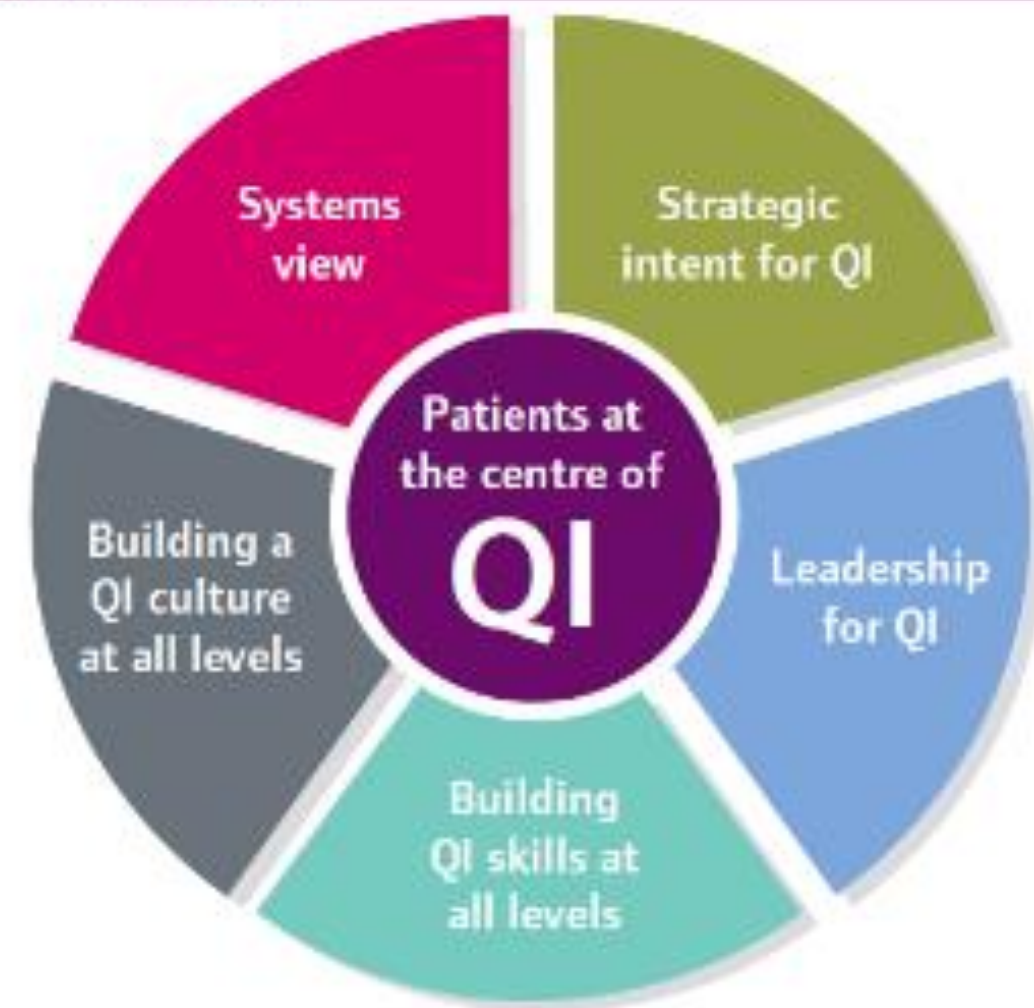 Systems
view
Strategic
intent for QI
Patients at
the centre of
QI
Building a
QI culture
at all levels
Leadership
for QI
Building
QI skills at
all levels